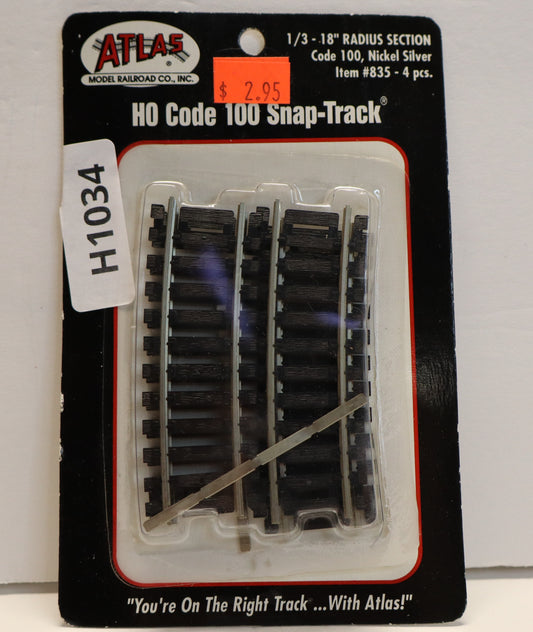 ATLAS®
MODEL RAILROAD CO., INC.
1/3 - 18" RADIUS SECTION
Code 100, Nickel Silver
Item #835 - 4 pcs.
$ 2.95
HO Code 100 Snap-Track®
H1034
"You're On The Right Track ...With Atlas!"